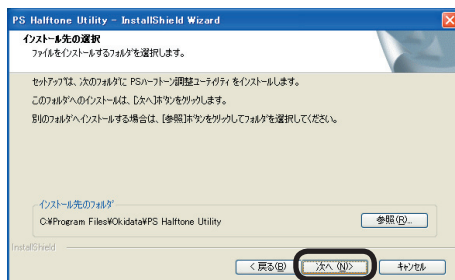 PS Halftone Utility - InstallShield Wizard
インストール先の選択
ファイルをインストールするフォルダを選択します。
セットアップは、次のフォルダに PSハーフトーン調整ユーティリティ をインストールします。
このフォルダへのインストールは、[次へ]ボタンをクリックします。
別のフォルダへインストールする場合は、[参照]ボタンをクリックしてフォルダを選択してください。
インストール先のフォルダ
C:¥Program Files¥Okidata¥PS Halftone Utility
参照(R)...
InstallShield
< 戻る(B)
次へ (N)>
キャンセル